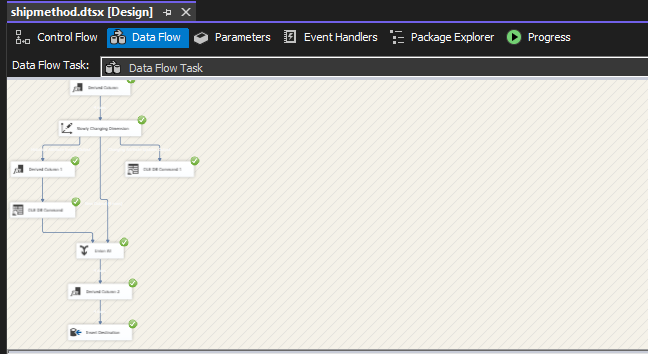 shipmethod.dtsx [Design]
Control Flow Data Flow Parameters Event Handlers Package Explorer Progress
Data Flow Task: Data Flow Task
Derived Column
Slowly Changing Dimension
Derived Column 1 OLE DB Command 1
OLE DB Command
Union All
Derived Column 2
Insert Destination